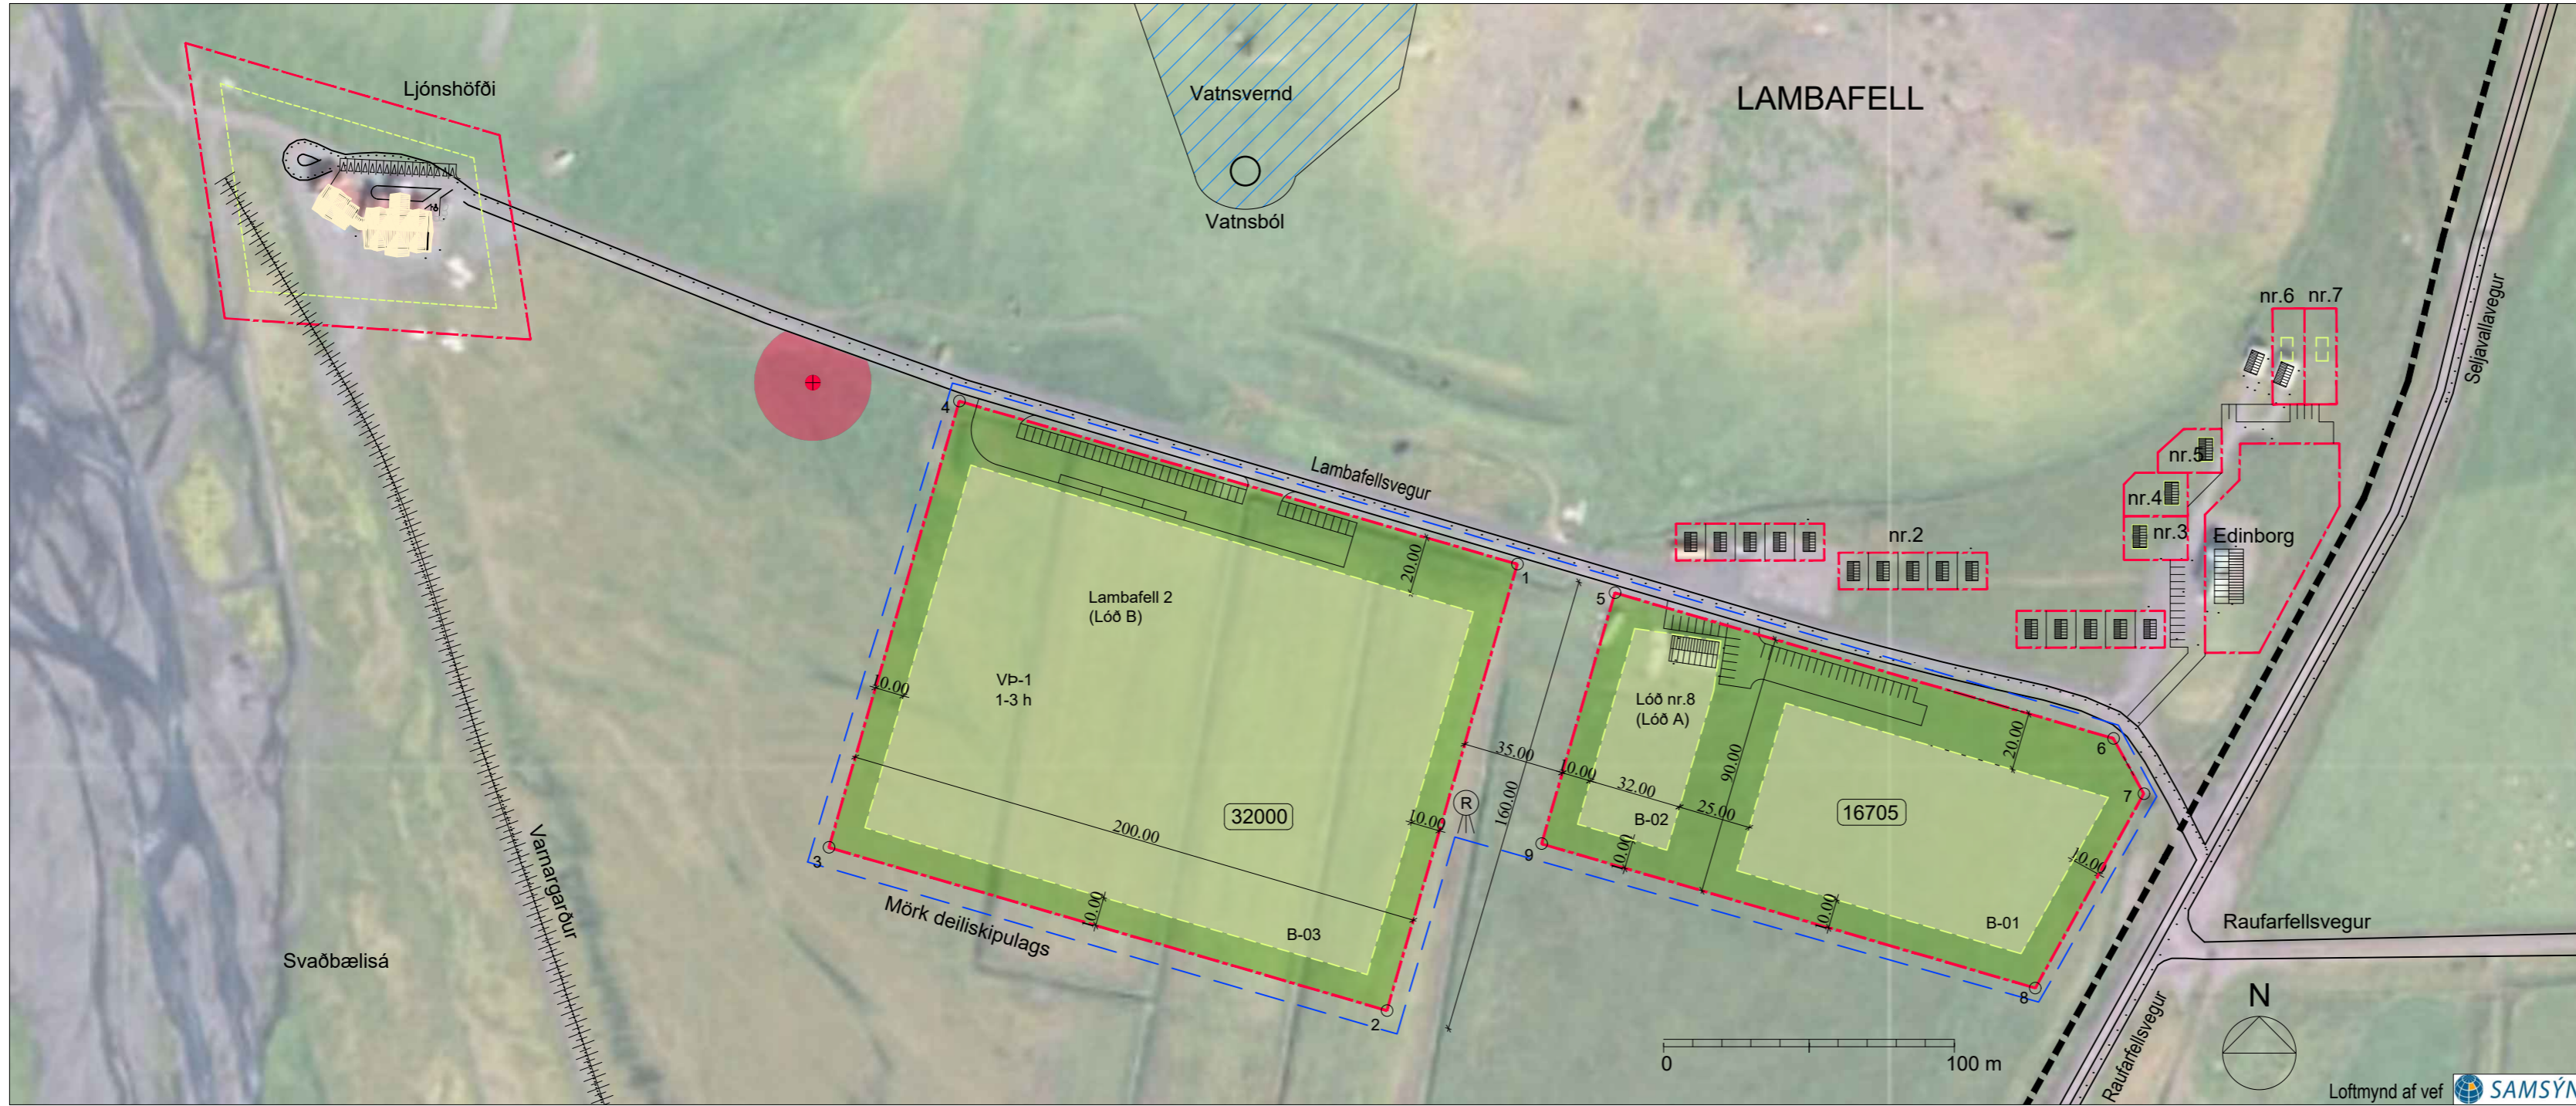 Ljónshöfði
Vatnsvernd
Vatnsból
LAMBAFELL
Seljavallavegur
nr.6
nr.7
nr.5
nr.4
nr.3
nr.2
Edinborg
Lambafellsvegur
4
1
5
6
7
8
9
3
2
20.00
Lambafell 2
(Lóð B)
VÞ-1
1-3 h
10.00
200.00
32000
10.00
10.00
B-03
R
35.00
160.00
Lóð nr.8
(Lóð A)
10.00
32.00
25.00
90.00
B-02
10.00
16705
20.00
10.00
10.00
B-01
Mörk deiliskipulags
Varnargarður
Svaðbælisá
Raufarfellsvegur
Raufarfellsvegur
N
0
100 m
Loftmynd af vef
SAMSÝN